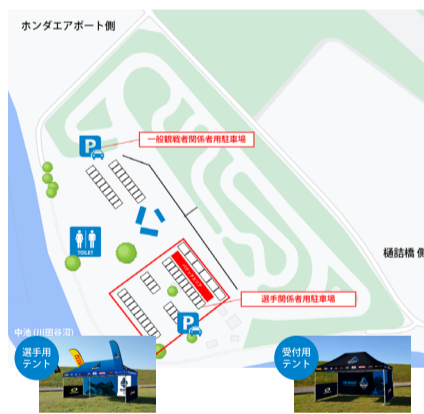 ホンダエアポート側
P
一般観戦者関係者用駐車場
TOILET
樋詰橋 側
選手関係者用駐車場
P
中池 (川田谷沼)
選手用
テント
受付用
テント